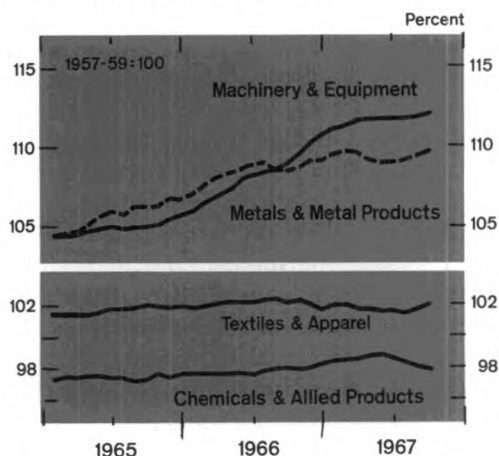 Percent
115 1957-59=100 115
Machinery & Equipment
110 110
Metals & Metal Products
105 105
102 102
Textiles & Apparel
98 98
Chemicals & Allied Products
1965 1966 1967